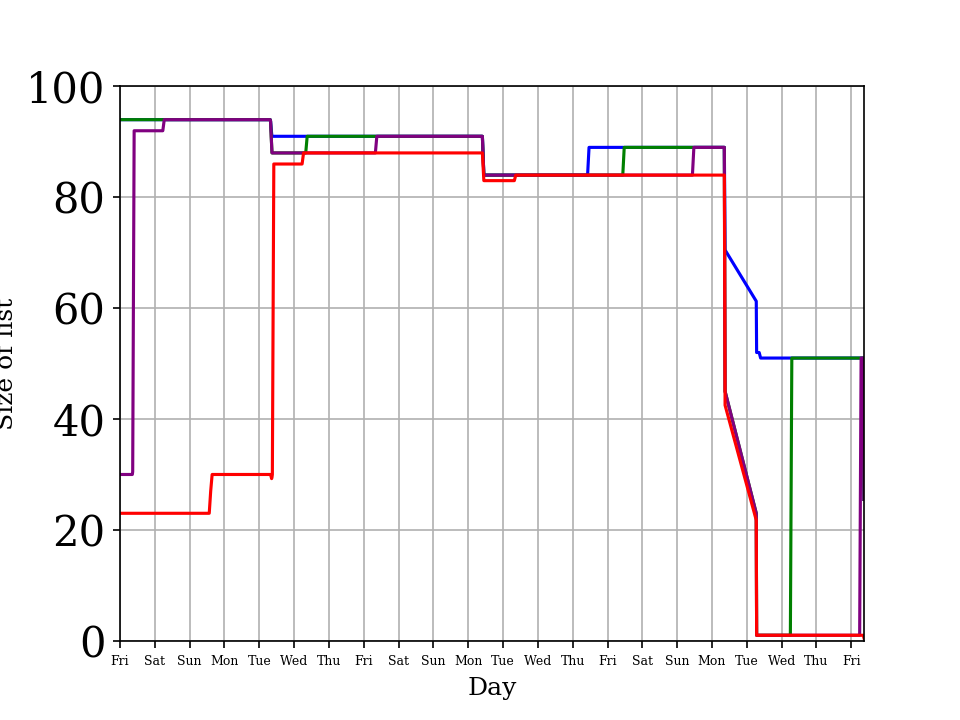 100
80
60
40
20
0
Size of list
Fri Sat Sun Mon Tue Wed Thu Fri Sat Sun Mon Tue Wed Thu Fri Sat Sun Mon Tue Wed Thu Fri
Day